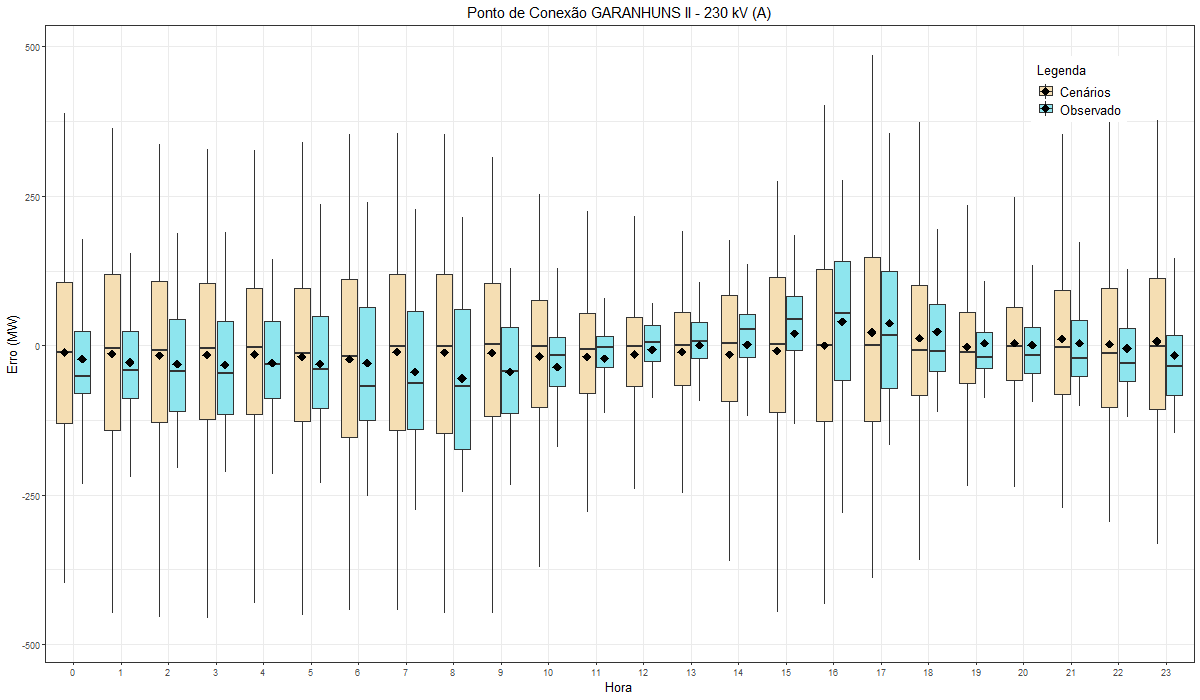 Ponto de Conexão GARANHUNS II - 230 kV (A)
Legenda
Cenários
Observado
Erro (MW)
500
250
0
-250
-500
0 1 2 3 4 5 6 7 8 9 10 11 12 13 14 15 16 17 18 19 20 21 22 23
Hora